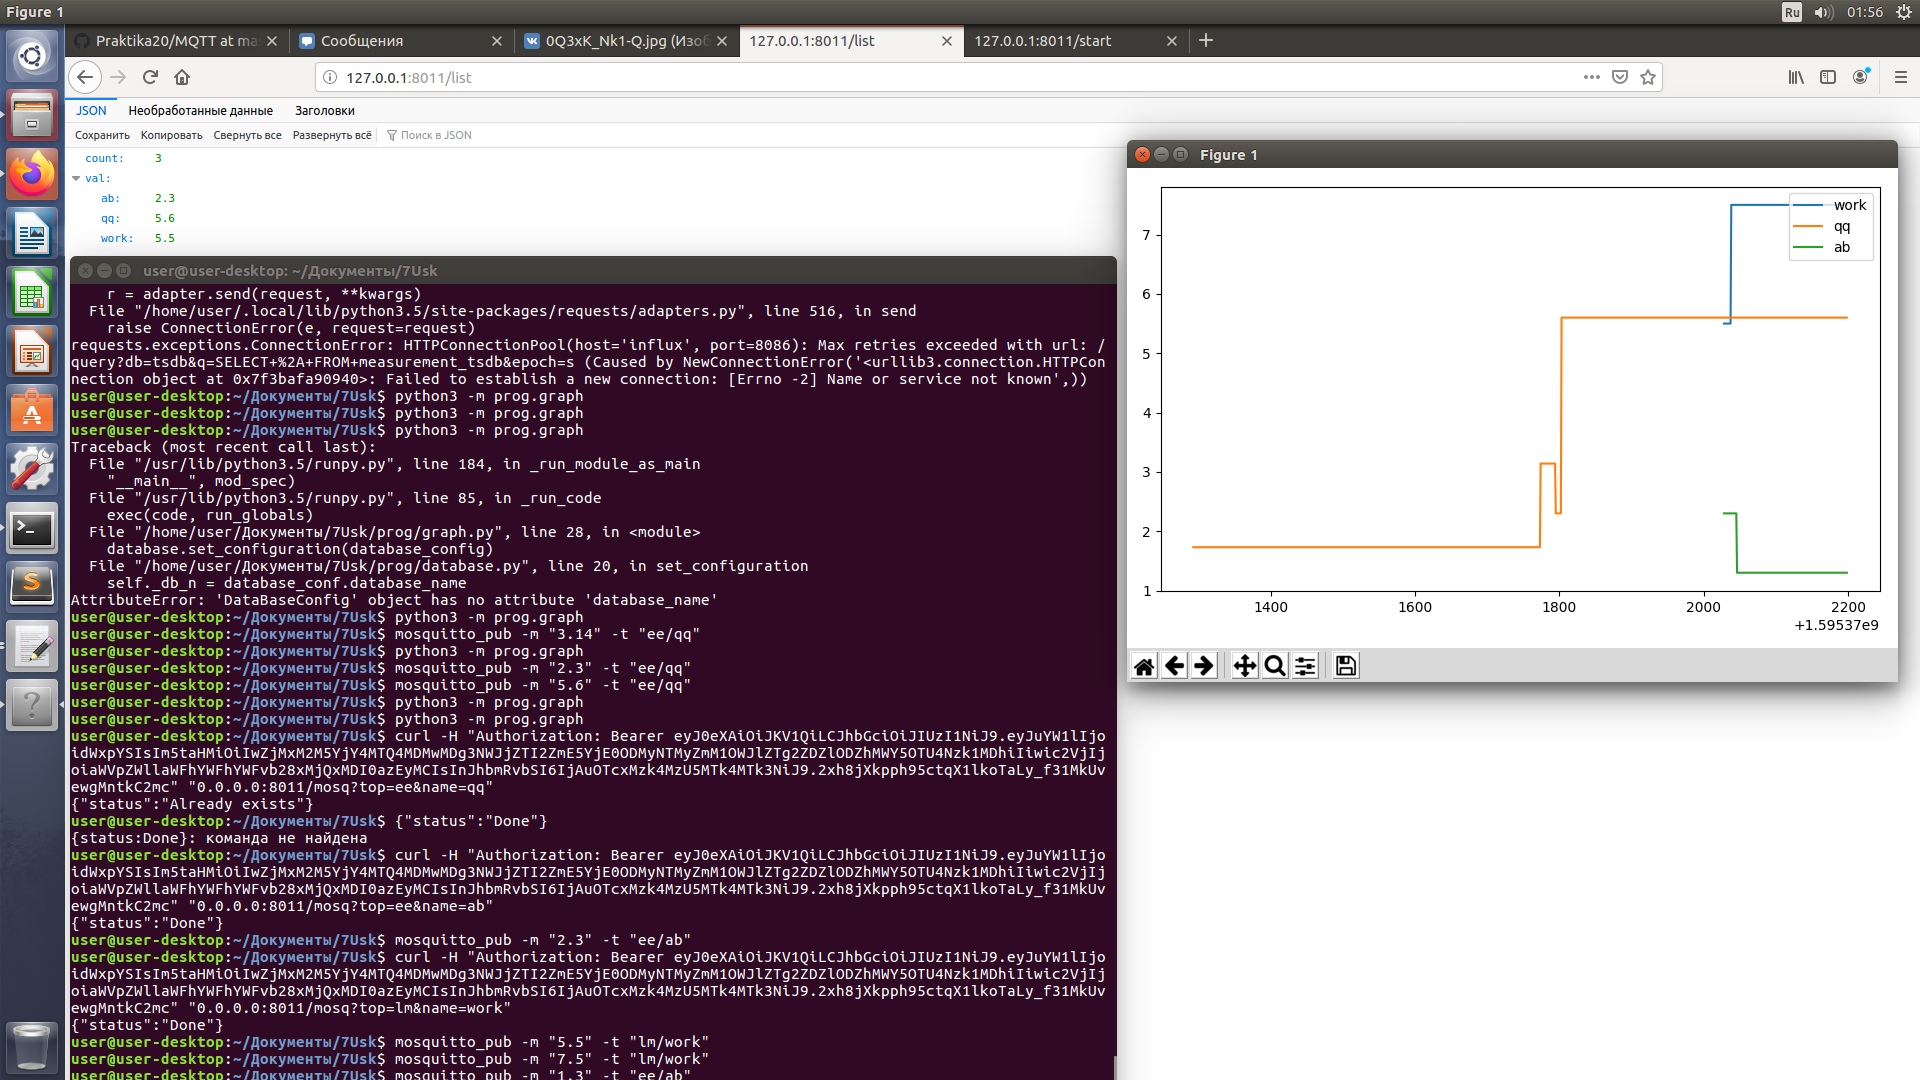 Figure 1
Ru
01:56
Praktika20/MQTT at ma
Сообщения
0Q3xK_Nk1-Q.jpg (Изоб
127.0.0.1:8011/list
127.0.0.1:8011/start
127.0.0.1:8011/list
JSON
Необработанные данные
Заголовки
Сохранить
Копировать
Свернуть все
Развернуть всё
Поиск в JSON
count: 3
val:
ab: 2.3
qq: 5.6
work: 5.5
user@user-desktop: ~/Документы/7Usk
r = adapter.send(request, **kwargs)
File "/home/user/.local/lib/python3.5/site-packages/requests/adapters.py", line 516, in send
raise ConnectionError(e, request=request)
requests.exceptions.ConnectionError: HTTPConnectionPool(host='influx', port=8086): Max retries exceeded with url: /
query?db=tsdb&q=SELECT+%2A+FROM+measurement_tsdb&epoch=s (Caused by NewConnectionError('<urllib3.connection.HTTPCon
nection object at 0x7f3bafa90940>: Failed to establish a new connection: [Errno -2] Name or service not known',))
user@user-desktop:~/Документы/7Usk$ python3 -m prog.graph
user@user-desktop:~/Документы/7Usk$ python3 -m prog.graph
user@user-desktop:~/Документы/7Usk$ python3 -m prog.graph
Traceback (most recent call last):
File "/usr/lib/python3.5/runpy.py", line 184, in _run_module_as_main
"__main__", mod_spec)
File "/usr/lib/python3.5/runpy.py", line 85, in _run_code
exec(code, run_globals)
File "/home/user/Документы/7Usk/prog/graph.py", line 28, in <module>
database.set_configuration(database_config)
File "/home/user/Документы/7Usk/prog/database.py", line 20, in set_configuration
self._db_n = database_conf.database_name
AttributeError: 'DataBaseConfig' object has no attribute 'database_name'
user@user-desktop:~/Документы/7Usk$ python3 -m prog.graph
user@user-desktop:~/Документы/7Usk$ mosquitto_pub -m "3.14" -t "ee/qq"
user@user-desktop:~/Документы/7Usk$ python3 -m prog.graph
user@user-desktop:~/Документы/7Usk$ mosquitto_pub -m "2.3" -t "ee/qq"
user@user-desktop:~/Документы/7Usk$ mosquitto_pub -m "5.6" -t "ee/qq"
user@user-desktop:~/Документы/7Usk$ python3 -m prog.graph
user@user-desktop:~/Документы/7Usk$ python3 -m prog.graph
user@user-desktop:~/Документы/7Usk$ curl -H "Authorization: Bearer eyJ0eXAiOiJKV1QiLCJhbGciOiJIUzI1NiJ9.eyJuYW1lIjo
idWxpYSIsIm5taHMiOiIwZjMxM2M5YjY4MTQ4MDMwMDg3NWJjZTI2ZmE5YjE0ODMyNTMyZmM1OWJlZTg2ZDZlODZhMWY5OTU4Nzk1MDhiIiwic2VjIj
oiaWVpZWllaWFhYWFhYWFvb28xMjQxMDI0azEyMCIsInJhbmRvbSI6IjAuOTcxMzk4MzU5MTk4MTk3NiJ9.2xh8jXkpph95ctqX1lkoTaLy_f31MkUv
ewgMntkC2mc" "0.0.0.0:8011/mosq?top=ee&name=qq"
{"status":"Already exists"}
user@user-desktop:~/Документы/7Usk$ {"status":"Done"}
{status:Done}: команда не найдена
user@user-desktop:~/Документы/7Usk$ curl -H "Authorization: Bearer eyJ0eXAiOiJKV1QiLCJhbGciOiJIUzI1NiJ9.eyJuYW1lIjo
idWxpYSIsIm5taHMiOiIwZjMxM2M5YjY4MTQ4MDMwMDg3NWJjZTI2ZmE5YjE0ODMyNTMyZmM1OWJlZTg2ZDZlODZhMWY5OTU4Nzk1MDhiIiwic2VjIj
oiaWVpZWllaWFhYWFhYWFvb28xMjQxMDI0azEyMCIsInJhbmRvbSI6IjAuOTcxMzk4MzU5MTk4MTk3NiJ9.2xh8jXkpph95ctqX1lkoTaLy_f31MkUv
ewgMntkC2mc" "0.0.0.0:8011/mosq?top=ee&name=ab"
{"status":"Done"}
user@user-desktop:~/Документы/7Usk$ mosquitto_pub -m "2.3" -t "ee/ab"
user@user-desktop:~/Документы/7Usk$ curl -H "Authorization: Bearer eyJ0eXAiOiJKV1QiLCJhbGciOiJIUzI1NiJ9.eyJuYW1lIjo
idWxpYSIsIm5taHMiOiIwZjMxM2M5YjY4MTQ4MDMwMDg3NWJjZTI2ZmE5YjE0ODMyNTMyZmM1OWJlZTg2ZDZlODZhMWY5OTU4Nzk1MDhiIiwic2VjIj
oiaWVpZWllaWFhYWFhYWFvb28xMjQxMDI0azEyMCIsInJhbmRvbSI6IjAuOTcxMzk4MzU5MTk4MTk3NiJ9.2xh8jXkpph95ctqX1lkoTaLy_f31MkUv
ewgMntkC2mc" "0.0.0.0:8011/mosq?top=lm&name=work"
{"status":"Done"}
user@user-desktop:~/Документы/7Usk$ mosquitto_pub -m "5.5" -t "lm/work"
user@user-desktop:~/Документы/7Usk$ mosquitto_pub -m "7.5" -t "lm/work"
user@user-desktop:~/Документы/7Usk$ mosquitto_pub -m "1.3" -t "ee/ab"
Figure 1
work
qq
ab
7
6
5
4
3
2
1
1400
1600
1800
2000
2200
+1.59537e9